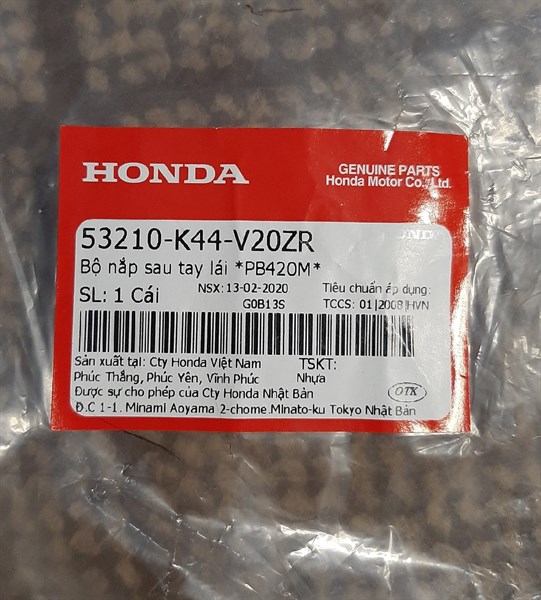 HONDA
GENUINE PARTS
Honda Motor Co., Ltd.
53210-K44-V20ZR
Bộ nắp sau tay lái *PB420M*
SL: 1 Cái
NSX: 13-02-2020
G0B13S
Tiêu chuẩn áp dụng:
TCCS: 01|2008|HVN
Sản xuất tại: Cty Honda Việt Nam
Phúc Thắng, Phúc Yên, Vĩnh Phúc
Được sự cho phép của Cty Honda Nhật Bản
Đ.C 1-1. Minami Aoyama 2-chome.Minato-ku Tokyo Nhật Bản
TSKT:
Nhựa
OTK